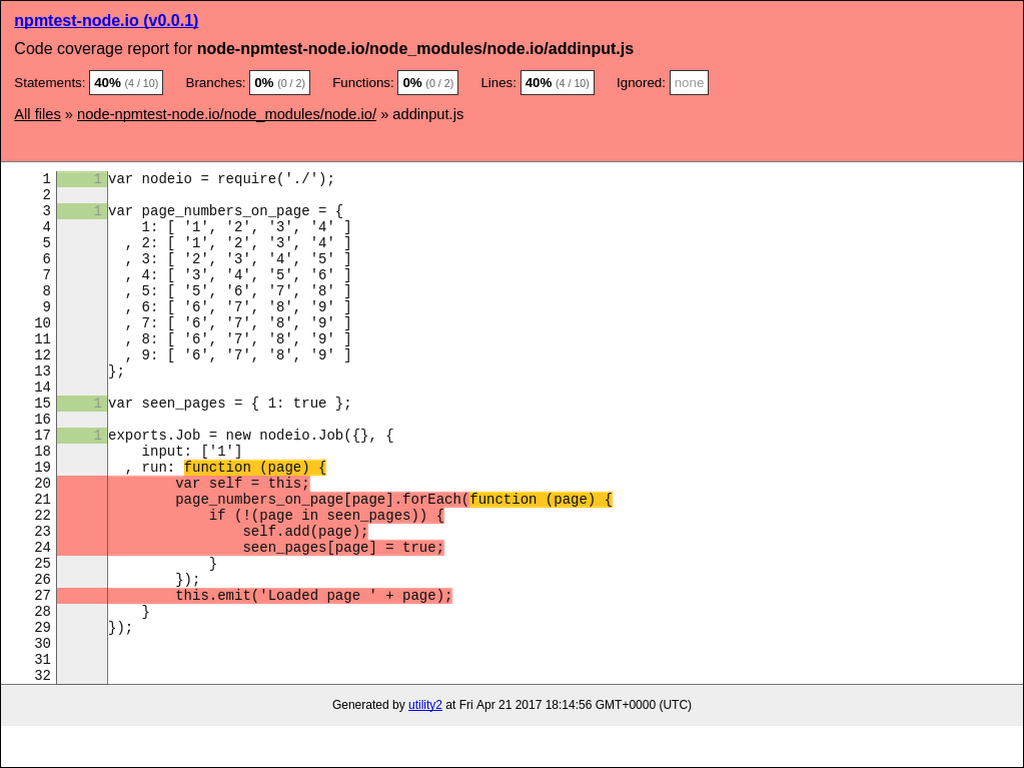 npmtest-node.io (v0.0.1)
Code coverage report for node-npmtest-node.io/node_modules/node.io/addinput.js
Statements: 40% (4 / 10) Branches: 0% (0 / 2) Functions: 0% (0 / 2) Lines: 40% (4 / 10) Ignored: none
All files » node-npmtest-node.io/node_modules/node.io/ » addinput.js
1 1 var nodeio = require('./');
2
3 1 var page_numbers_on_page = {
4 1: [ '1', '2', '3', '4' ]
5 , 2: [ '1', '2', '3', '4' ]
6 , 3: [ '2', '3', '4', '5' ]
7 , 4: [ '3', '4', '5', '6' ]
8 , 5: [ '5', '6', '7', '8' ]
9 , 6: [ '6', '7', '8', '9' ]
10 , 7: [ '6', '7', '8', '9' ]
11 , 8: [ '6', '7', '8', '9' ]
12 , 9: [ '6', '7', '8', '9' ]
13 };
14
15 1 var seen_pages = { 1: true };
16
17 1 exports.Job = new nodeio.Job({}, {
18 input: ['1']
19 , run: function (page) {
20 var self = this;
21 page_numbers_on_page[page].forEach(function (page) {
22 if (!(page in seen_pages)) {
23 self.add(page);
24 seen_pages[page] = true;
25 }
26 });
27 this.emit('Loaded page ' + page);
28 }
29 });
30
31
32
Generated by utility2 at Fri Apr 21 2017 18:14:56 GMT+0000 (UTC)